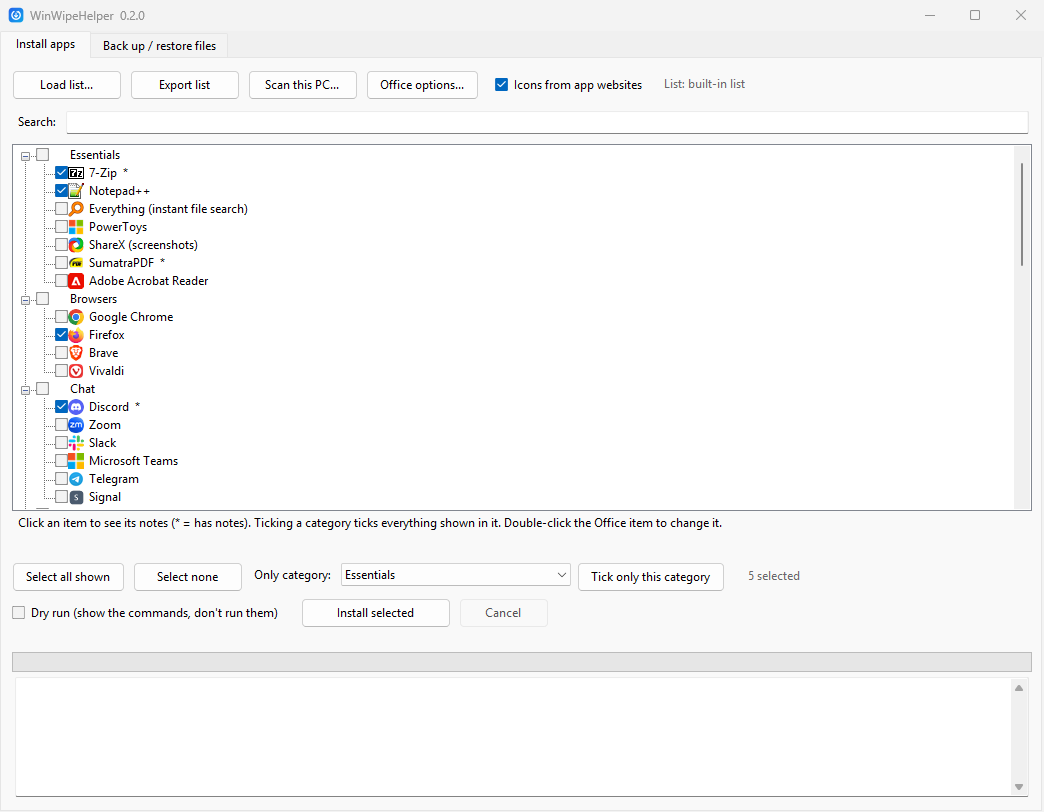 WinWipeHelper 0.2.0
Install apps Back up / restore files
Load list... Export list Scan this PC... Office options... Icons from app websites List: built-in list
Search:
Essentials
7-Zip *
Notepad++
Everything (instant file search)
PowerToys
ShareX (screenshots)
SumatraPDF *
Adobe Acrobat Reader
Browsers
Google Chrome
Firefox
Brave
Vivaldi
Chat
Discord *
Zoom
Slack
Microsoft Teams
Telegram
Signal
Click an item to see its notes (* = has notes). Ticking a category ticks everything shown in it. Double-click the Office item to change it.
Select all shown Select none Only category: Essentials Tick only this category 5 selected
Dry run (show the commands, don't run them) Install selected Cancel